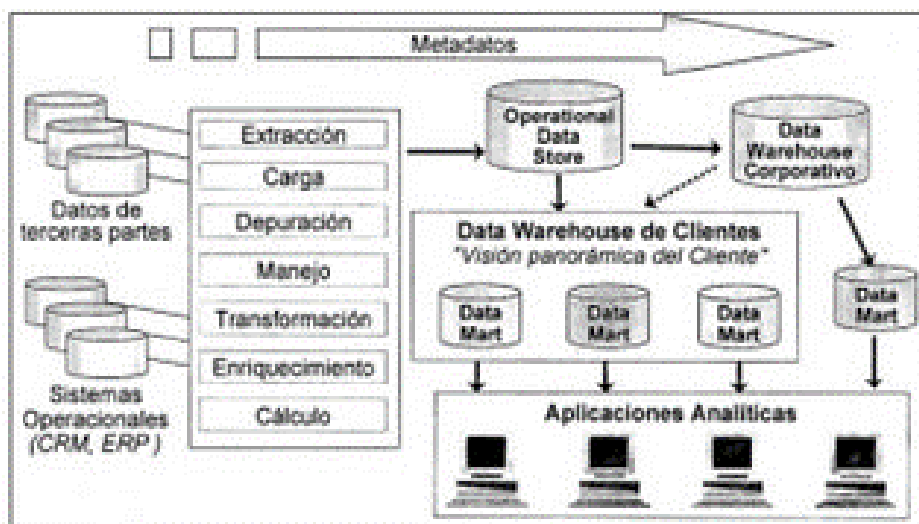 Metadatos
Datos de
terceras partes
Sistemas
Operacionales
(CRM, ERP )
Extracción
Carga
Depuración
Manejo
Transformación
Enriquecimiento
Cálculo
Operational
Data
Store
Data
Warehouse
Corporativo
Data Warehouse de Clientes
"Visión panorámica del Cliente"
Data
Mart
Data
Mart
Data
Mart
Data
Mart
Aplicaciones Analíticas